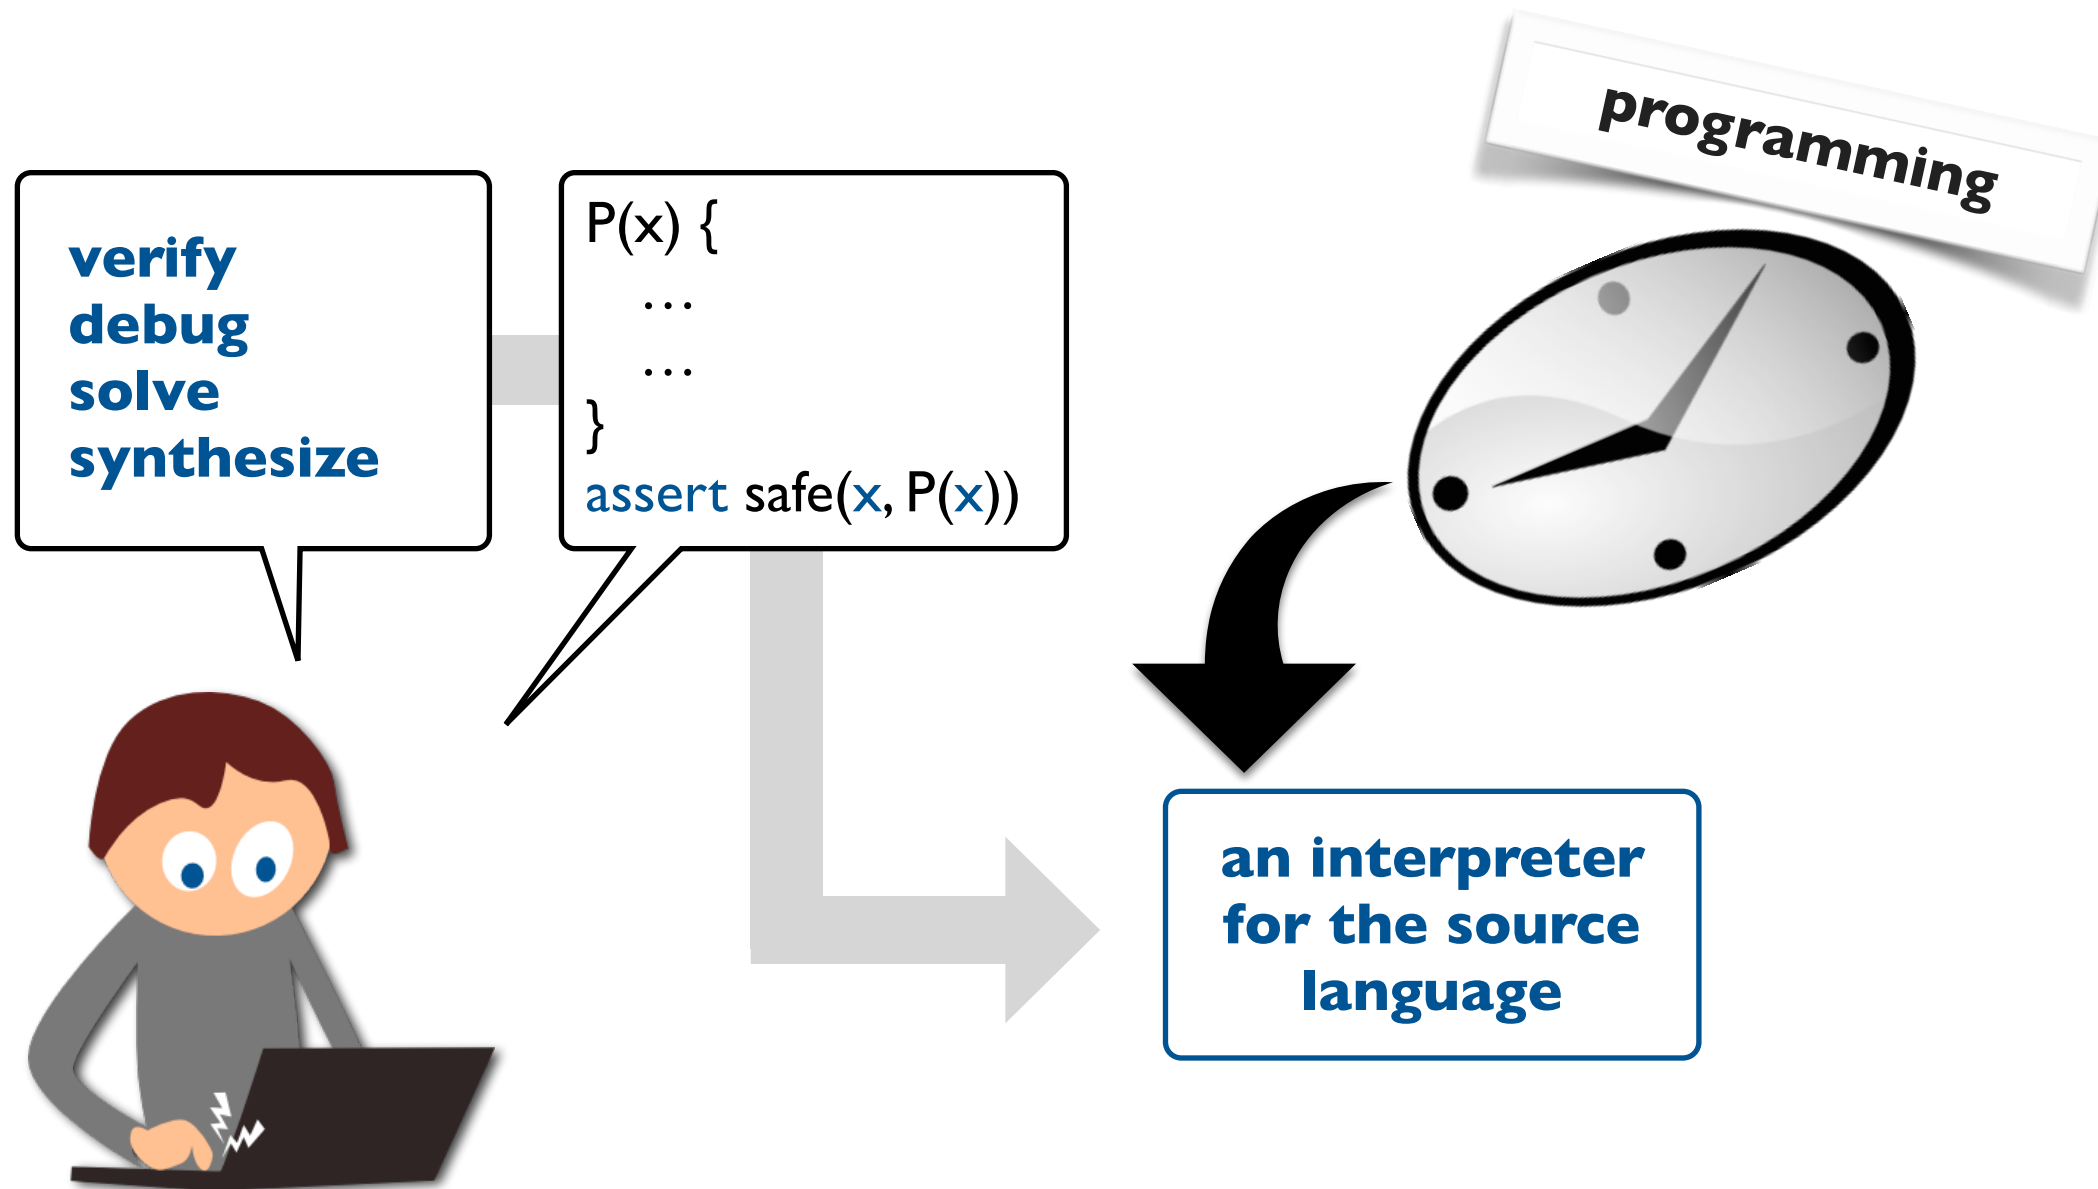 programming
verify
debug
solve
synthesize
P(x) {
…
…
}
assert safe(x, P(x))
an interpreter
for the source
language